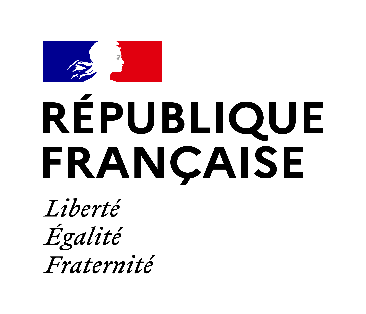 RÉPUBLIQUE
FRANÇAISE
Liberté
Égalité
Fraternité